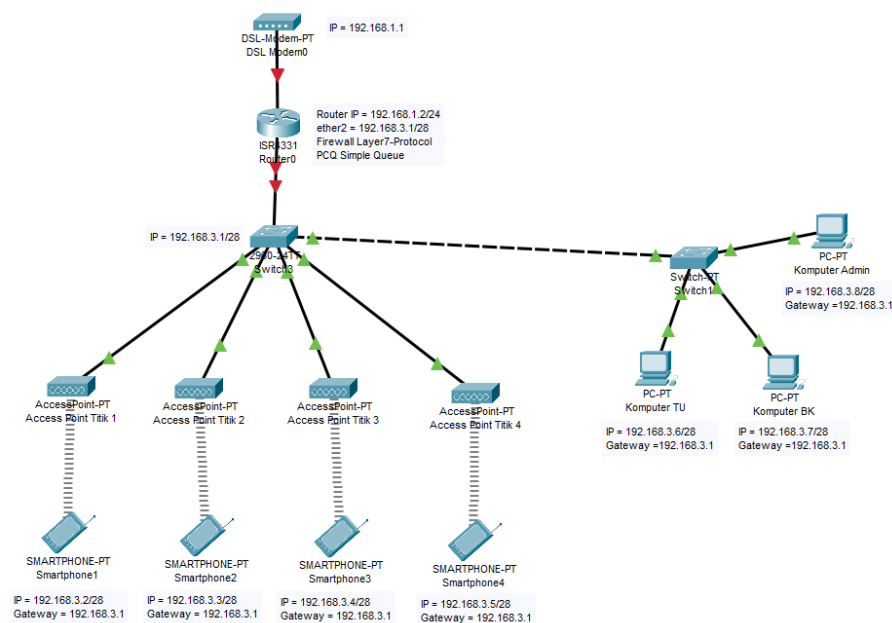 IP = 192.168.1.1
DSL-Modem-PT
DSL Modem0
Router IP = 192.168.1.2/24
ether2 = 192.168.3.1/28
Firewall Layer7-Protocol
PCQ Simple Queue
ISR4331
Router0
IP = 192.168.3.1/28
2960-24TT
Switch3
Switch-PT
Switch1
PC-PT
Komputer Admin
IP = 192.168.3.8/28
Gateway =192.168.3.1
PC-PT
Komputer TU
IP = 192.168.3.6/28
Gateway =192.168.3.1
PC-PT
Komputer BK
IP = 192.168.3.7/28
Gateway =192.168.3.1
AccessPoint-PT
Access Point Titik 1
AccessPoint-PT
Access Point Titik 2
AccessPoint-PT
Access Point Titik 3
AccessPoint-PT
Access Point Titik 4
SMARTPHONE-PT
Smartphone1
IP = 192.168.3.2/28
Gateway = 192.168.3.1
SMARTPHONE-PT
Smartphone2
IP = 192.168.3.3/28
Gateway = 192.168.3.1
SMARTPHONE-PT
Smartphone3
IP = 192.168.3.4/28
Gateway = 192.168.3.1
SMARTPHONE-PT
Smartphone4
IP = 192.168.3.5/28
Gateway = 192.168.3.1